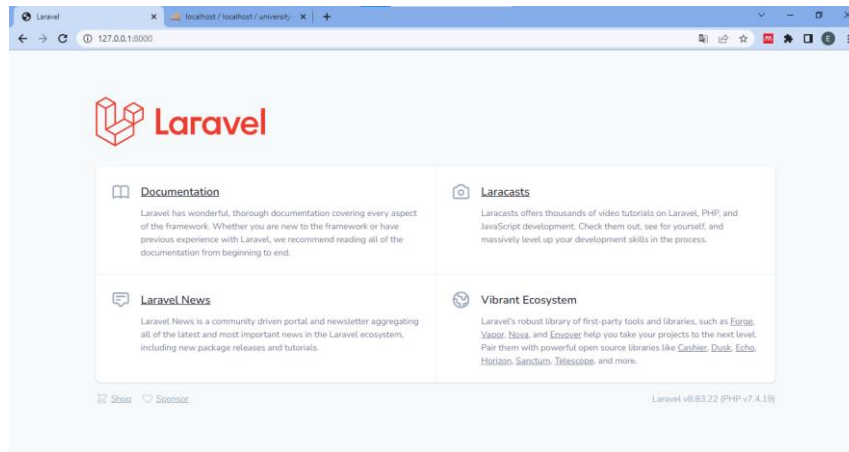 Laravel
localhost / localhost / university
127.0.0.1:8000
E
Laravel
Documentation
Laravel has wonderful, thorough documentation covering every aspect
of the framework. Whether you are new to the framework or have
previous experience with Laravel, we recommend reading all of the
documentation from beginning to end.
Laracasts
Laracasts offers thousands of video tutorials on Laravel, PHP, and
JavaScript development. Check them out, see for yourself, and
massively level up your development skills in the process.
Laravel News
Laravel News is a community driven portal and newsletter aggregating
all of the latest and most important news in the Laravel ecosystem,
including new package releases and tutorials.
Vibrant Ecosystem
Laravel's robust library of first-party tools and libraries, such as Forge,
Vapor, Nova, and Envoyer help you take your projects to the next level.
Pair them with powerful open source libraries like Cashier, Dusk, Echo,
Horizon, Sanctum, Telescope, and more.
Shop Sponsor
Laravel v8.83.22 (PHP v7.4.19)